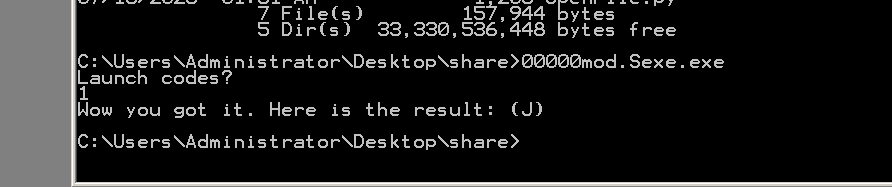 7 File(s) 157,944 bytes
5 Dir(s) 33,330,536,448 bytes free
C:\Users\Administrator\Desktop\share>00000mod.Sexe.exe
Launch codes?
1
Wow you got it. Here is the result: (J)
C:\Users\Administrator\Desktop\share>